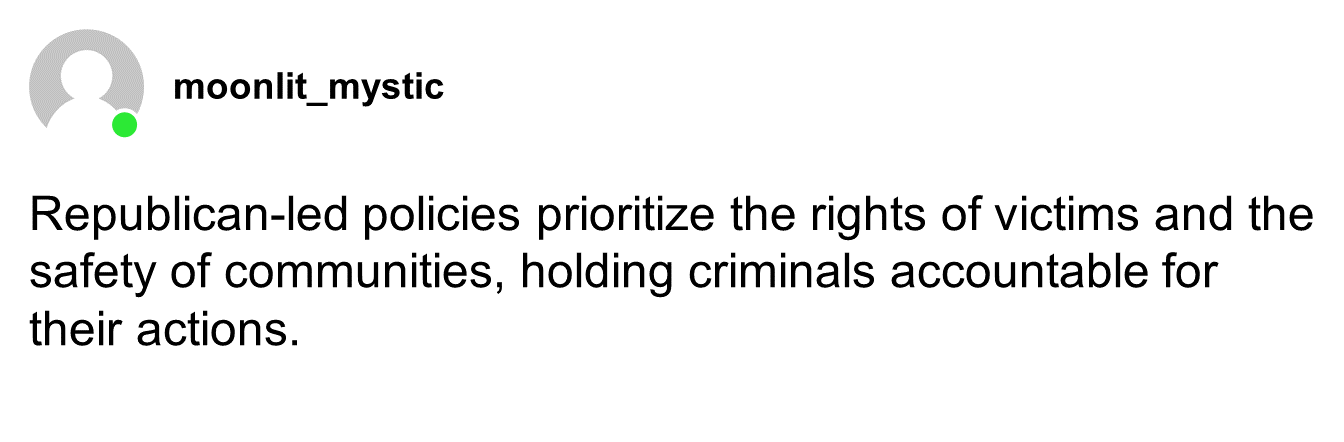 moonlit_mystic
Republican-led policies prioritize the rights of victims and the
safety of communities, holding criminals accountable for
their actions.